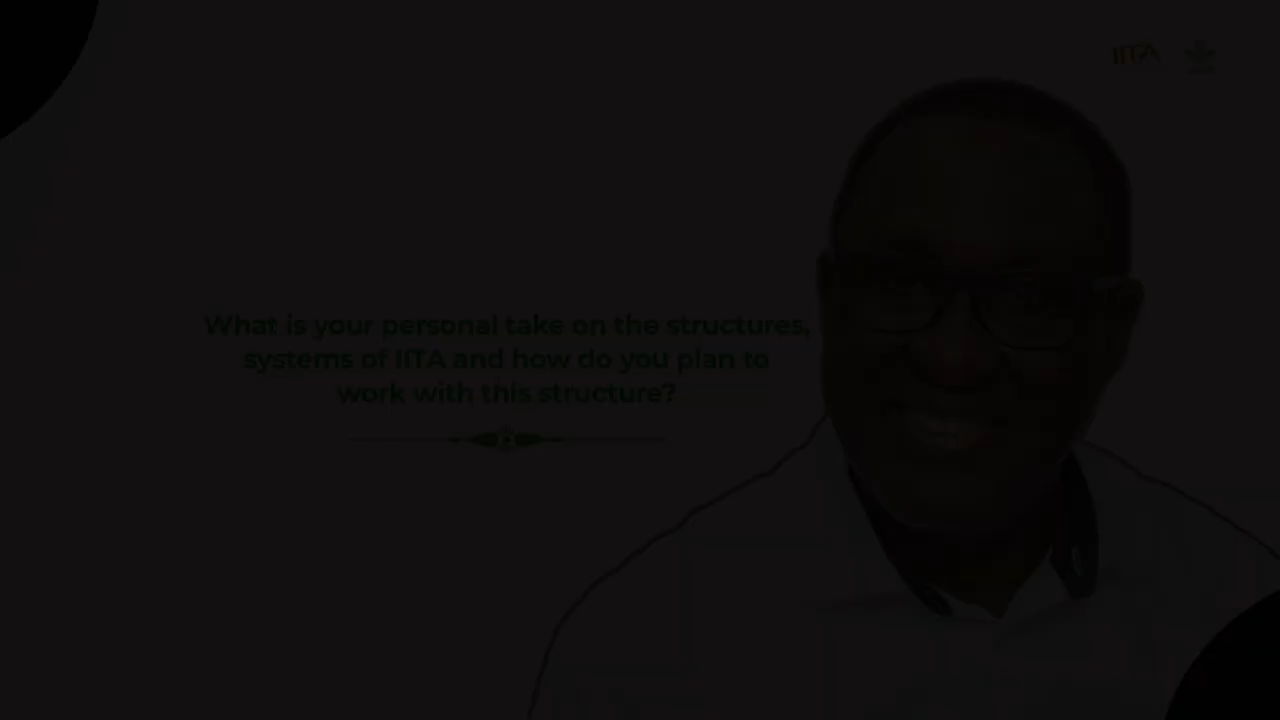 IITA
What is your personal take on the structures,
systems of IITA and how do you plan to
work with this structure?